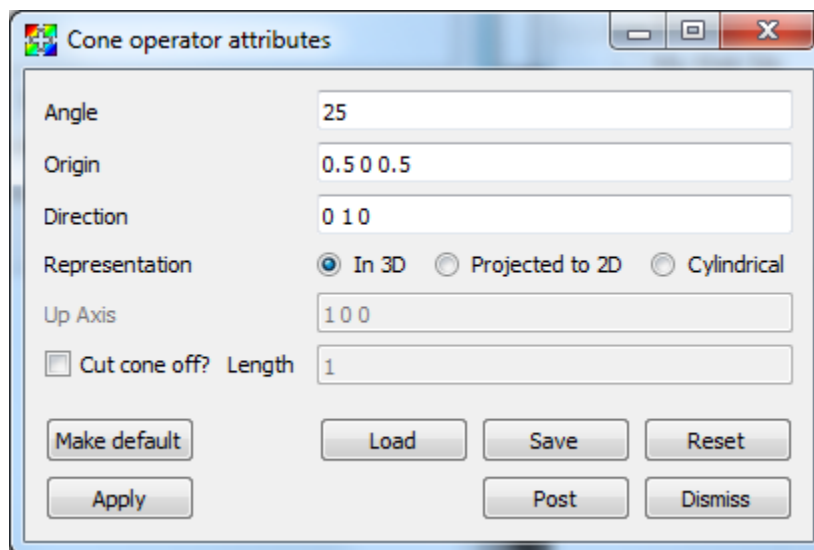 Cone operator attributes
Angle 25
Origin 0.5 0 0.5
Direction 0 1 0
Representation In 3D Projected to 2D Cylindrical
Up Axis 1 0 0
Cut cone off? Length 1
Make default Load Save Reset
Apply Post Dismiss